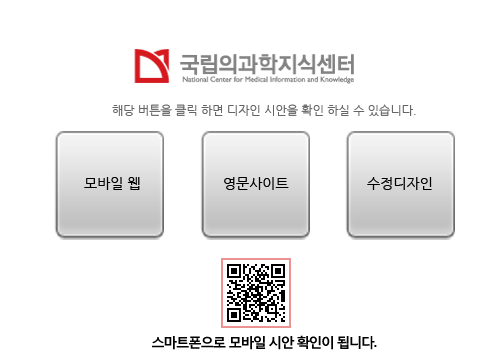 국립의과학지식센터
National Center for Medical Information and Knowledge
해당 버튼을 클릭 하면 디자인 시안을 확인 하실 수 있습니다.
모바일 웹
영문사이트
수정디자인
스마트폰으로 모바일 시안 확인이 됩니다.